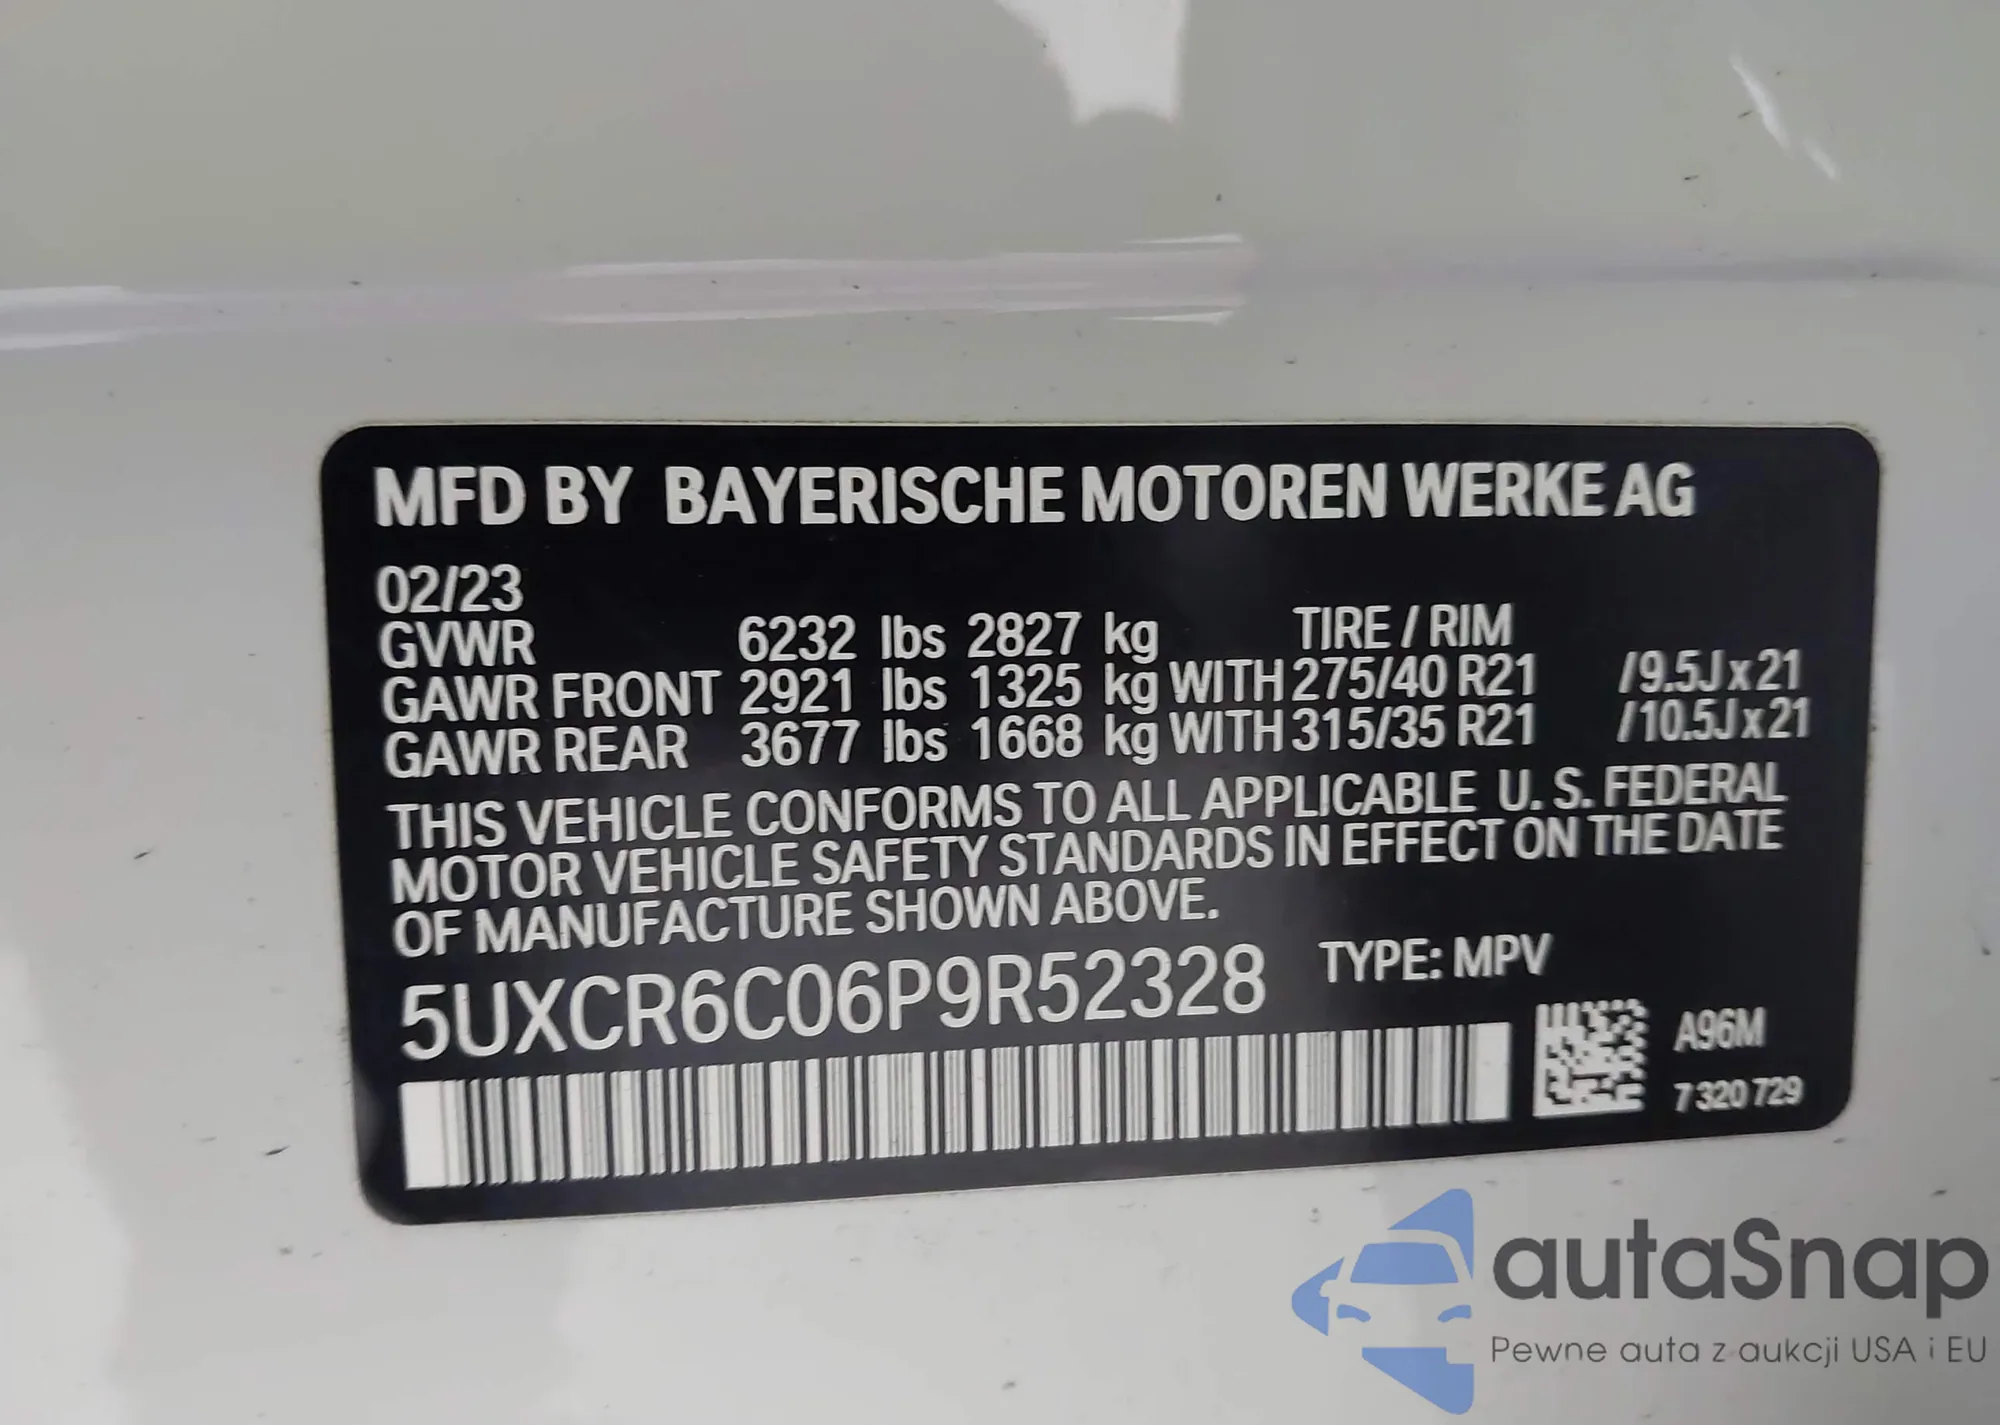 MFD BY BAYERISCHE MOTOREN WERKE AG
02/23
GVWR 6232 lbs 2827 kg TIRE / RIM
GAWR FRONT 2921 lbs 1325 kg WITH 275/40 R21 /9.5J x 21
GAWR REAR 3677 lbs 1668 kg WITH 315/35 R21 /10.5J x 21
THIS VEHICLE CONFORMS TO ALL APPLICABLE U. S. FEDERAL
MOTOR VEHICLE SAFETY STANDARDS IN EFFECT ON THE DATE
OF MANUFACTURE SHOWN ABOVE.
5UXCR6C06P9R52328 TYPE: MPV
A96M
7 320 729
autaSnap
Pewne auta z aukcji USA i EU